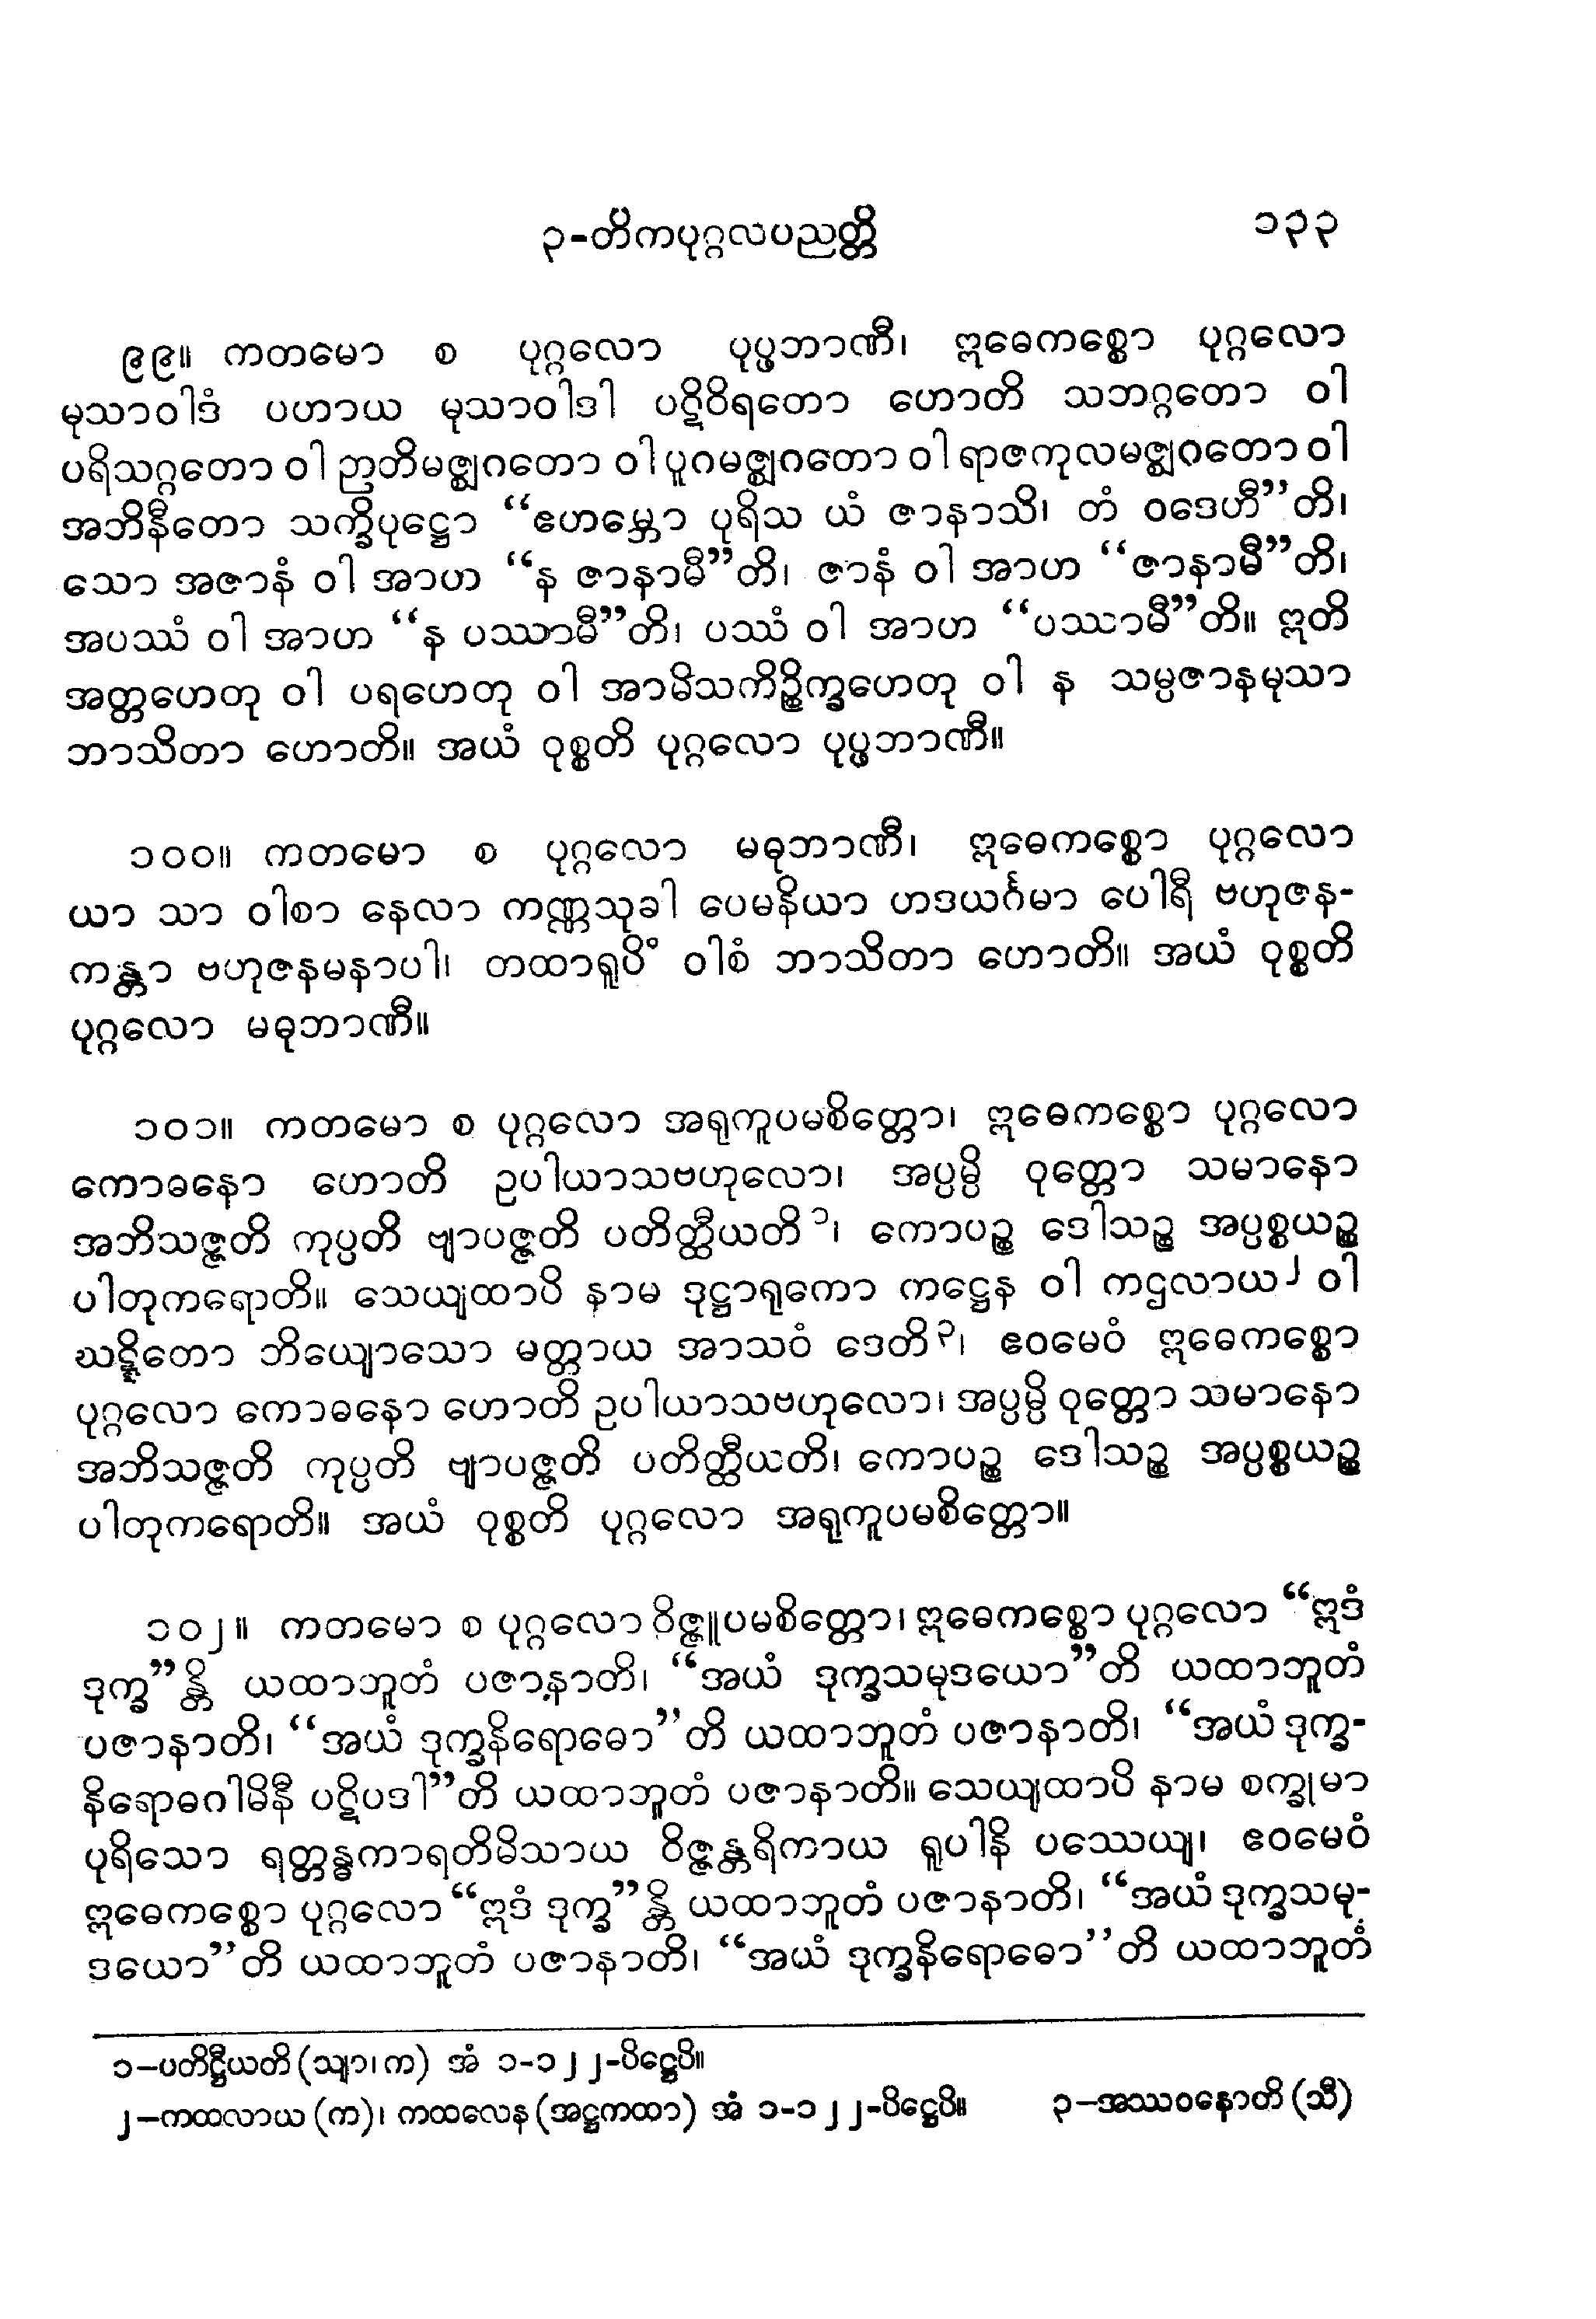 ၃-တိကပုဂ္ဂလပညတ္တိ ၁၃၃
၉၉။ ကတမော စ ပုဂ္ဂလော ပုပ္ဖဘာဏီ၊ ဣဓေကစ္စော ပုဂ္ဂလော
မုသာဝါဒံ ပဟာယ မုသာဝါဒါ ပဋိဝိရတော ဟောတိ သဘဂ္ဂတော ဝါ
ပရိသဂ္ဂတော ဝါ ဉာတိမဇ္ဈဂတော ဝါ ပူဂမဇ္ဈဂတော ဝါ ရာဇကုလမဇ္ဈဂတော ဝါ
အဘိနီတော သက္ခိပုဋ္ဌော “ဧဟမ္ဘော ပုရိသ ယံ ဇာနာသိ၊ တံ ဝဒေဟီ”တိ၊
သော အဇာနံ ဝါ အာဟ “န ဇာနာမီ”တိ၊ ဇာနံ ဝါ အာဟ “ဇာနာမီ”တိ၊
အပဿံ ဝါ အာဟ “န ပဿာမီ”တိ၊ ပဿံ ဝါ အာဟ “ပဿာမီ”တိ။ ဣတိ
အတ္တဟေတု ဝါ ပရဟေတု ဝါ အာမိသကိဉ္စိက္ခဟေတု ဝါ န သမ္ပဇာနမုသာ
ဘာသိတာ ဟောတိ။ အယံ ဝုစ္စတိ ပုဂ္ဂလော ပုပ္ဖဘာဏီ။
၁၀၀။ ကတမော စ ပုဂ္ဂလော မဓုဘာဏီ၊ ဣဓေကစ္စော ပုဂ္ဂလော
ယာ သာ ဝါစာ နေလာ ကဏ္ဏသုခါ ပေမနိယာ ဟဒယင်္ဂမာ ပေါရီ ဗဟုဇန-
ကန္တာ ဗဟုဇနမနာပါ၊ တထာရူပိံ ဝါစံ ဘာသိတာ ဟောတိ။ အယံ ဝုစ္စတိ
ပုဂ္ဂလော မဓုဘာဏီ။
၁၀၁။ ကတမော စ ပုဂ္ဂလော အရုကူပမစိတ္တော၊ ဣဓေကစ္စော ပုဂ္ဂလော
ကောဓနော ဟောတိ ဥပါယာသဗဟုလော၊ အပ္ပမ္ပိ ဝုတ္တော သမာနော
အဘိသဇ္ဇတိ ကုပ္ပတိ ဗျာပဇ္ဇတိ ပတိတ္ထီယတိ၁၊ ကောပဉ္စ ဒေါသဉ္စ အပ္ပစ္စယဉ္စ
ပါတုကရောတိ။ သေယျထာပိ နာမ ဒုဋ္ဌာရုကော ကဋ္ဌေန ဝါ ကဌလာယ၂ ဝါ
ဃဋ္ဋိတော ဘိယျောသော မတ္တာယ အာသဝံ ဒေတိ၃၊ ဧဝမေဝံ ဣဓေကစ္စော
ပုဂ္ဂလော ကောဓနော ဟောတိ ဥပါယာသဗဟုလော၊ အပ္ပမ္ပိ ဝုတ္တော သမာနော
အဘိသဇ္ဇတိ ကုပ္ပတိ ဗျာပဇ္ဇတိ ပတိတ္ထီယတိ၊ ကောပဉ္စ ဒေါသဉ္စ အပ္ပစ္စယဉ္စ
ပါတုကရောတိ။ အယံ ဝုစ္စတိ ပုဂ္ဂလော အရုကူပမစိတ္တော။
၁၀၂။ ကတမော စ ပုဂ္ဂလော ဝိဇ္ဇူပမစိတ္တော၊ ဣဓေကစ္စော ပုဂ္ဂလော “ဣဒံ
ဒုက္ခ”န္တိ ယထာဘူတံ ပဇာနာတိ၊ “အယံ ဒုက္ခသမုဒယော”တိ ယထာဘူတံ
ပဇာနာတိ၊ “အယံ ဒုက္ခနိရောဓော”တိ ယထာဘူတံ ပဇာနာတိ၊ “အယံ ဒုက္ခ-
နိရောဓဂါမိနီ ပဋိပဒါ”တိ ယထာဘူတံ ပဇာနာတိ။ သေယျထာပိ နာမ စက္ခုမာ
ပုရိသော ရတ္တန္ဓကာရတိမိသာယ ဝိဇ္ဇန္တရိကာယ ရူပါနိ ပဿေယျ၊ ဧဝမေဝံ
ဣဓေကစ္စော ပုဂ္ဂလော “ဣဒံ ဒုက္ခ”န္တိ ယထာဘူတံ ပဇာနာတိ၊ “အယံ ဒုက္ခသမု-
ဒယော”တိ ယထာဘူတံ ပဇာနာတိ၊ “အယံ ဒုက္ခနိရောဓော”တိ ယထာဘူတံ
၁–ပတိဋ္ဌီယတိ (သျာ၊ က) အံ ၁-၁၂၂-ပိဋ္ဌေပိ။
၂–ကထလာယ (က)၊ ကထလေန (အဋ္ဌကထာ) အံ ၁-၁၂၂-ပိဋ္ဌေပိ။ ၃–အဿဝနောတိ (သီ)